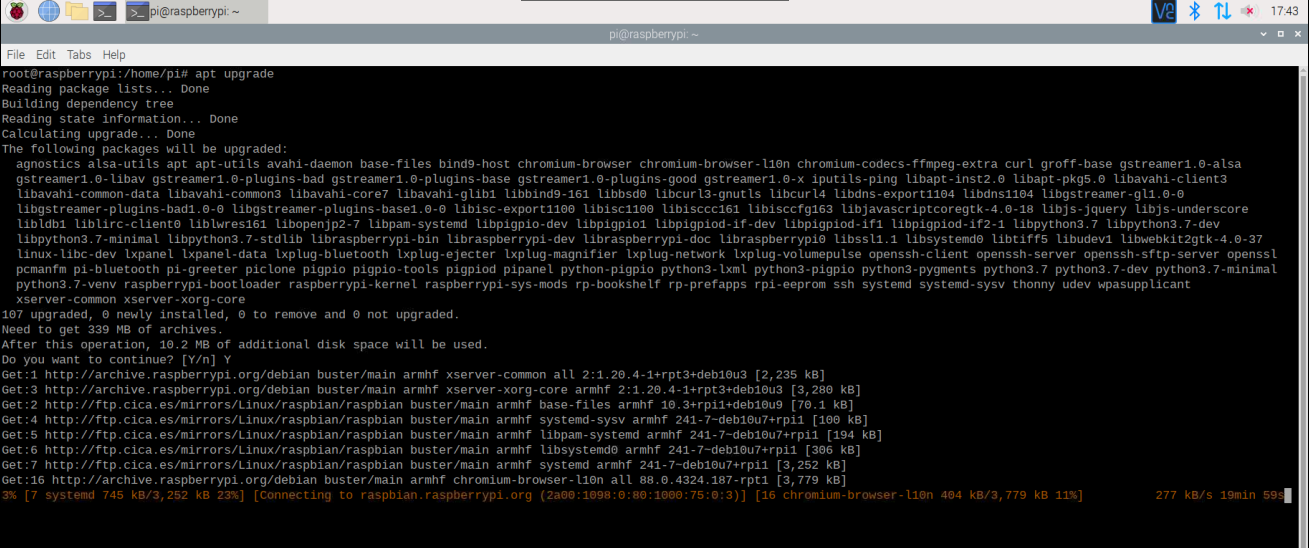 pi@raspberrypi: ~
17:43
pi@raspberrypi: ~
File Edit Tabs Help
root@raspberrypi:/home/pi# apt upgrade
Reading package lists... Done
Building dependency tree
Reading state information... Done
Calculating upgrade... Done
The following packages will be upgraded:
agnostics alsa-utils apt apt-utils avahi-daemon base-files bind9-host chromium-browser chromium-browser-l10n chromium-codecs-ffmpeg-extra curl groff-base gstreamer1.0-alsa
gstreamer1.0-libav gstreamer1.0-plugins-bad gstreamer1.0-plugins-base gstreamer1.0-plugins-good gstreamer1.0-x iputils-ping libapt-inst2.0 libapt-pkg5.0 libavahi-client3
libavahi-common-data libavahi-common3 libavahi-core7 libavahi-glib1 libbind9-161 libbsd0 libcurl3-gnutls libcurl4 libdns-export1104 libdns1104 libgstreamer-gl1.0-0
libgstreamer-plugins-bad1.0-0 libgstreamer-plugins-base1.0-0 libisc-export1100 libisc1100 libisccc161 libisccfg163 libjavascriptcoregtk-4.0-18 libjs-jquery libjs-underscore
libldb1 liblirc-client0 liblwres161 libopenjp2-7 libpam-systemd libpigpio-dev libpigpio1 libpigpiod-if-dev libpigpiod-if1 libpigpiod-if2-1 libpython3.7 libpython3.7-dev
libpython3.7-minimal libpython3.7-stdlib libraspberrypi-bin libraspberrypi-dev libraspberrypi-doc libraspberrypi0 libssl1.1 libsystemd0 libtiff5 libudev1 libwebkit2gtk-4.0-37
linux-libc-dev lxpanel lxpanel-data lxplug-bluetooth lxplug-ejecter lxplug-magnifier lxplug-network lxplug-volumepulse openssh-client openssh-server openssh-sftp-server openssl
pcmanfm pi-bluetooth pi-greeter piclone pigpio pigpio-tools pigpiod pipanel python-pigpio python3-lxml python3-pigpio python3-pygments python3.7 python3.7-dev python3.7-minimal
python3.7-venv raspberrypi-bootloader raspberrypi-kernel raspberrypi-sys-mods rp-bookshelf rp-prefapps rpi-eeprom ssh systemd systemd-sysv thonny udev wpasupplicant
xserver-common xserver-xorg-core
107 upgraded, 0 newly installed, 0 to remove and 0 not upgraded.
Need to get 339 MB of archives.
After this operation, 10.2 MB of additional disk space will be used.
Do you want to continue? [Y/n] Y
Get:1 http://archive.raspberrypi.org/debian buster/main armhf xserver-common all 2:1.20.4-1+rpt3+deb10u3 [2,235 kB]
Get:3 http://archive.raspberrypi.org/debian buster/main armhf xserver-xorg-core armhf 2:1.20.4-1+rpt3+deb10u3 [3,280 kB]
Get:2 http://ftp.cica.es/mirrors/Linux/raspbian/raspbian buster/main armhf base-files armhf 10.3+rpi1+deb10u9 [70.1 kB]
Get:4 http://ftp.cica.es/mirrors/Linux/raspbian/raspbian buster/main armhf systemd-sysv armhf 241-7~deb10u7+rpi1 [100 kB]
Get:5 http://ftp.cica.es/mirrors/Linux/raspbian/raspbian buster/main armhf libpam-systemd armhf 241-7~deb10u7+rpi1 [194 kB]
Get:6 http://ftp.cica.es/mirrors/Linux/raspbian/raspbian buster/main armhf libsystemd0 armhf 241-7~deb10u7+rpi1 [306 kB]
Get:7 http://ftp.cica.es/mirrors/Linux/raspbian/raspbian buster/main armhf systemd armhf 241-7~deb10u7+rpi1 [3,252 kB]
Get:16 http://archive.raspberrypi.org/debian buster/main armhf chromium-browser-l10n all 88.0.4324.187-rpt1 [3,779 kB]
3% [7 systemd 745 kB/3,252 kB 23%] [Connecting to raspbian.raspberrypi.org (2a00:1098:0:80:1000:75:0:3)] [16 chromium-browser-l10n 404 kB/3,779 kB 11%] 277 kB/s 19min 59s